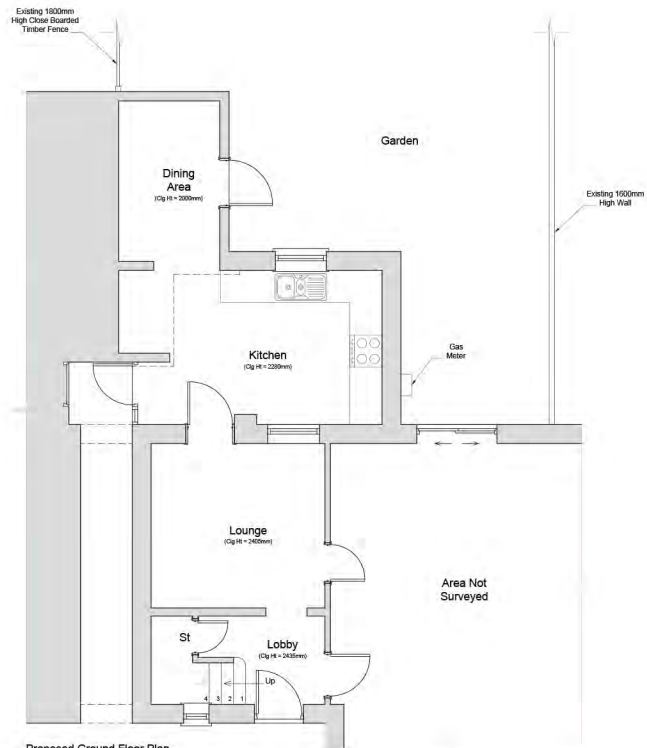 Existing 1800mm
High Close Boarded
Timber Fence
Garden
Dining
Area
(Clg Ht = 2000mm)
Existing 1600mm
High Wall
Kitchen
(Clg Ht = 2280mm)
Gas
Meter
Lounge
(Clg Ht = 2405mm)
Area Not
Surveyed
St
Lobby
(Clg Ht = 2435mm)
Up
4 3 2 1
Proposed Ground Floor Plan